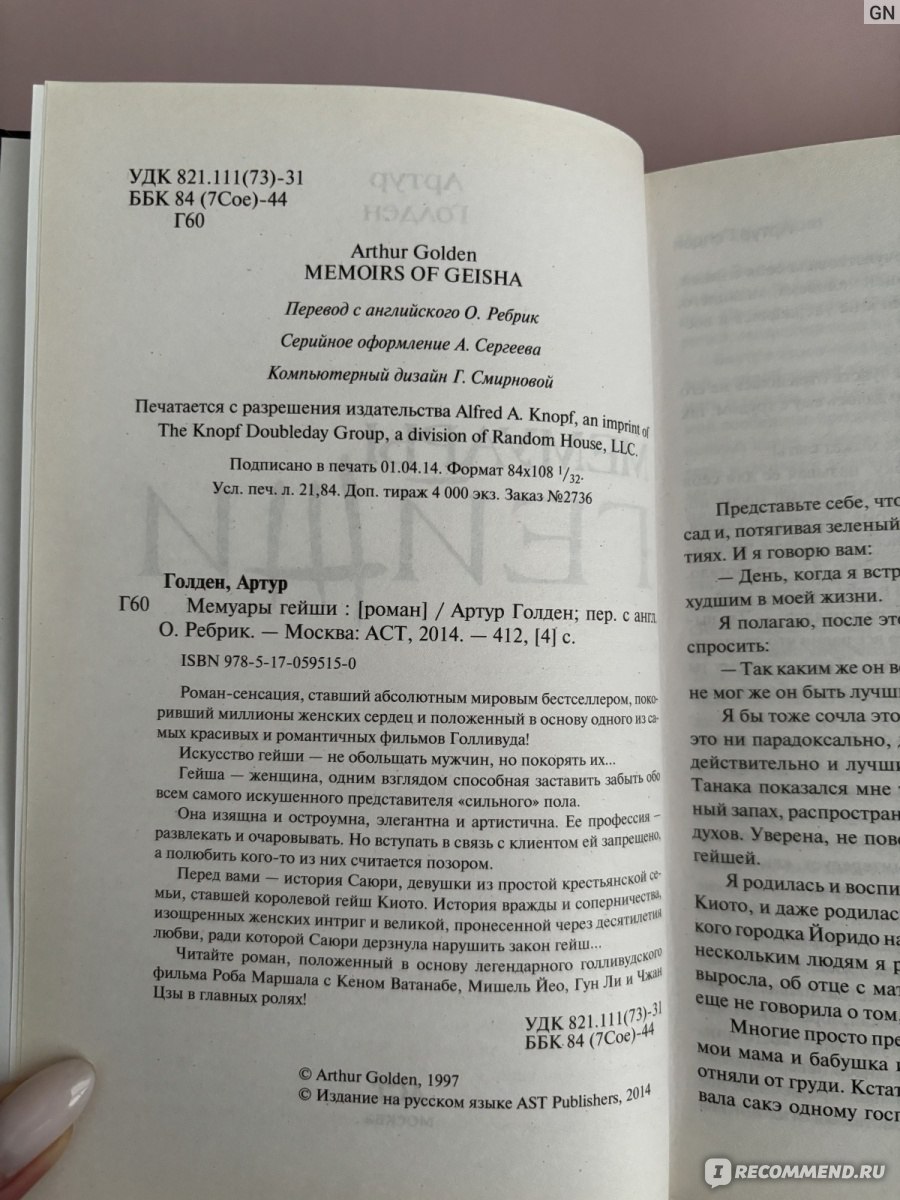 GN
УДК 821.111(73)-31
ББК 84 (7Сое)-44
Г60
Arthur Golden
MEMOIRS OF GEISHA
Перевод с английского О. Ребрик
Серийное оформление А. Сергеева
Компьютерный дизайн Г. Смирновой
Печатается с разрешения издательства Alfred A. Knopf, an imprint of
The Knopf Doubleday Group, a division of Random House, LLC.
Подписано в печать 01.04.14. Формат 84х108 1/32.
Усл. печ. л. 21,84. Доп. тираж 4 000 экз. Заказ №2736
Голден, Артур
Г60 Мемуары гейши : [роман] / Артур Голден; пер. с англ.
О. Ребрик. — Москва: АСТ, 2014. — 412, [4] с.
ISBN 978-5-17-059515-0
Роман-сенсация, ставший абсолютным мировым бестселлером, поко-
ривший миллионы женских сердец и положенный в основу одного из са-
мых красивых и романтичных фильмов Голливуда!
Искусство гейши — не обольщать мужчин, но покорять их...
Гейша — женщина, одним взглядом способная заставить забыть обо
всем самого искушенного представителя «сильного» пола.
Она изящна и остроумна, элегантна и артистична. Ее профессия —
развлекать и очаровывать. Но вступать в связь с клиентом ей запрещено,
а полюбить кого-то из них считается позором.
Перед вами — история Саюри, девушки из простой крестьянской се-
мьи, ставшей королевой гейш Киото. История вражды и соперничества,
изощренных женских интриг и великой, пронесенной через десятилетия
любви, ради которой Саюри дерзнула нарушить закон гейш...
Читайте роман, положенный в основу легендарного голливудского
фильма Роба Маршала с Кеном Ватанабе, Мишель Йео, Гун Ли и Чжан
Цзы в главных ролях!
УДК 821.111(73)-31
ББК 84 (7Сое)-44
© Arthur Golden, 1997
© Издание на русском языке AST Publishers, 2014
Представьте себе, что
сад и, потягивая зеленый
тиях. И я говорю вам:
— День, когда я встр
худшим в моей жизни.
Я полагаю, после это
спросить:
— Так каким же он в
не мог же он быть лучши
Я бы тоже сочла это
это ни парадоксально, д
действительно и лучши
Танака показался мне
ный запах, распростран
духов. Уверена, не пове
гейшей.
Я родилась и воспи
Киото, и даже родилас
кого городка Йоридо на
нескольким людям я р
выросла, об отце с мат
еще не говорила о том,
Многие просто пре
мои мама и бабушка
отняли от груди. Кстат
вала сакэ одному госп
IRECOMMEND.RU